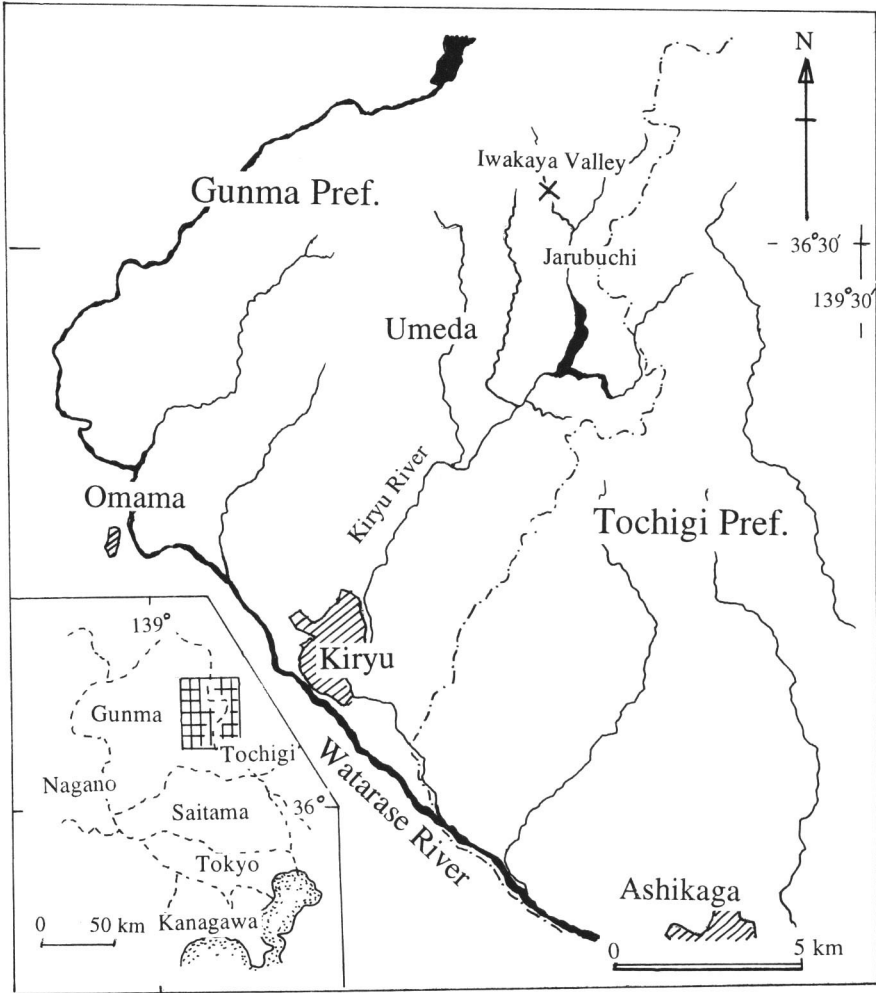 N
Iwakaya Valley
Gunma Pref.
36°30′
Jarubuchi
139°30′
Umeda
Kiryu River
Omama
Tochigi Pref.
Kiryu
Watarase River
Ashikaga
0 5 km
139°
Gunma
Tochigi
Nagano
36°
Saitama
Tokyo
Kanagawa
0 50 km